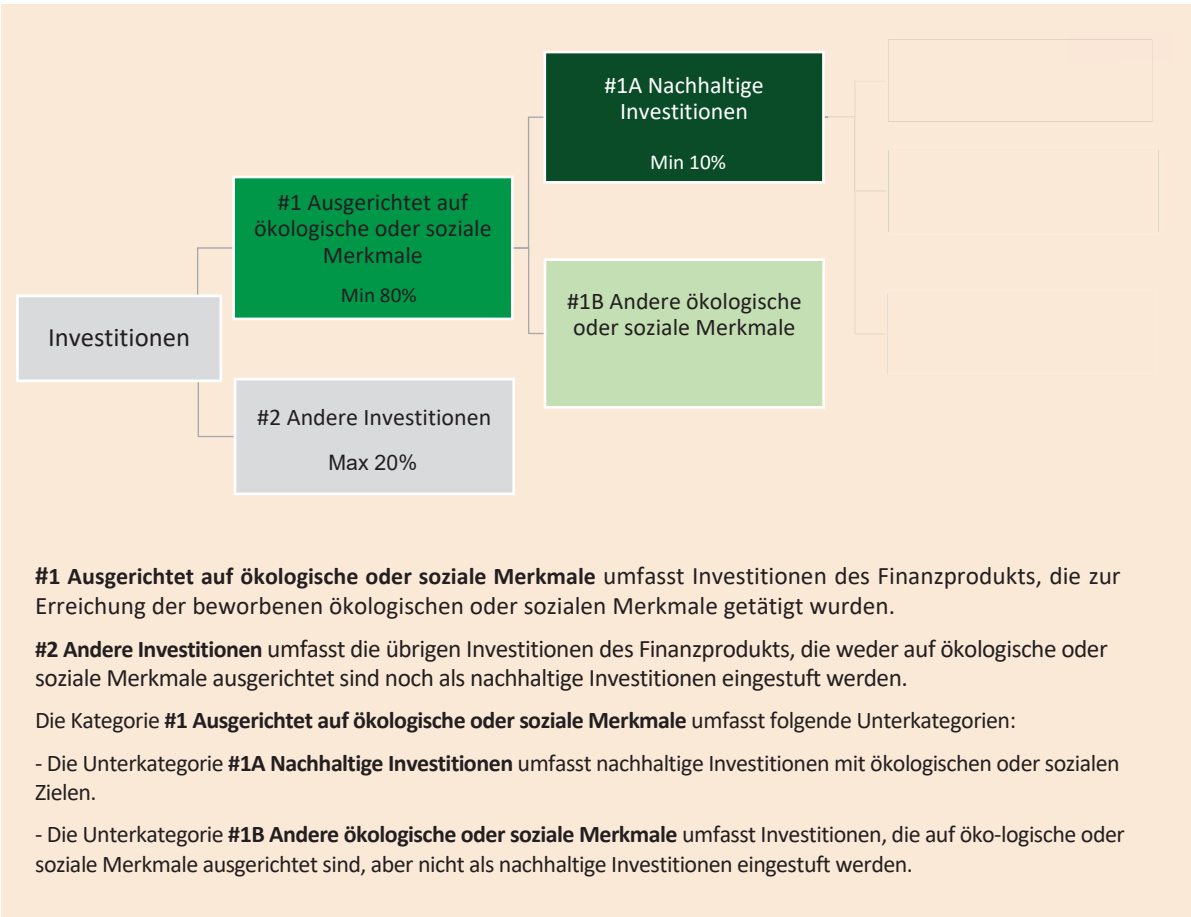 #1A Nachhaltige
Investitionen
Min 10%
#1 Ausgerichtet auf
ökologische oder soziale
Merkmale
Min 80%
#1B Andere ökologische
oder soziale Merkmale
Investitionen
#2 Andere Investitionen
Max 20%
#1 Ausgerichtet auf ökologische oder soziale Merkmale umfasst Investitionen des Finanzprodukts, die zur
Erreichung der beworbenen ökologischen oder sozialen Merkmale getätigt wurden.
#2 Andere Investitionen umfasst die übrigen Investitionen des Finanzprodukts, die weder auf ökologische oder
soziale Merkmale ausgerichtet sind noch als nachhaltige Investitionen eingestuft werden.
Die Kategorie #1 Ausgerichtet auf ökologische oder soziale Merkmale umfasst folgende Unterkategorien:
- Die Unterkategorie #1A Nachhaltige Investitionen umfasst nachhaltige Investitionen mit ökologischen oder sozialen
Zielen.
- Die Unterkategorie #1B Andere ökologische oder soziale Merkmale umfasst Investitionen, die auf öko-logische oder
soziale Merkmale ausgerichtet sind, aber nicht als nachhaltige Investitionen eingestuft werden.